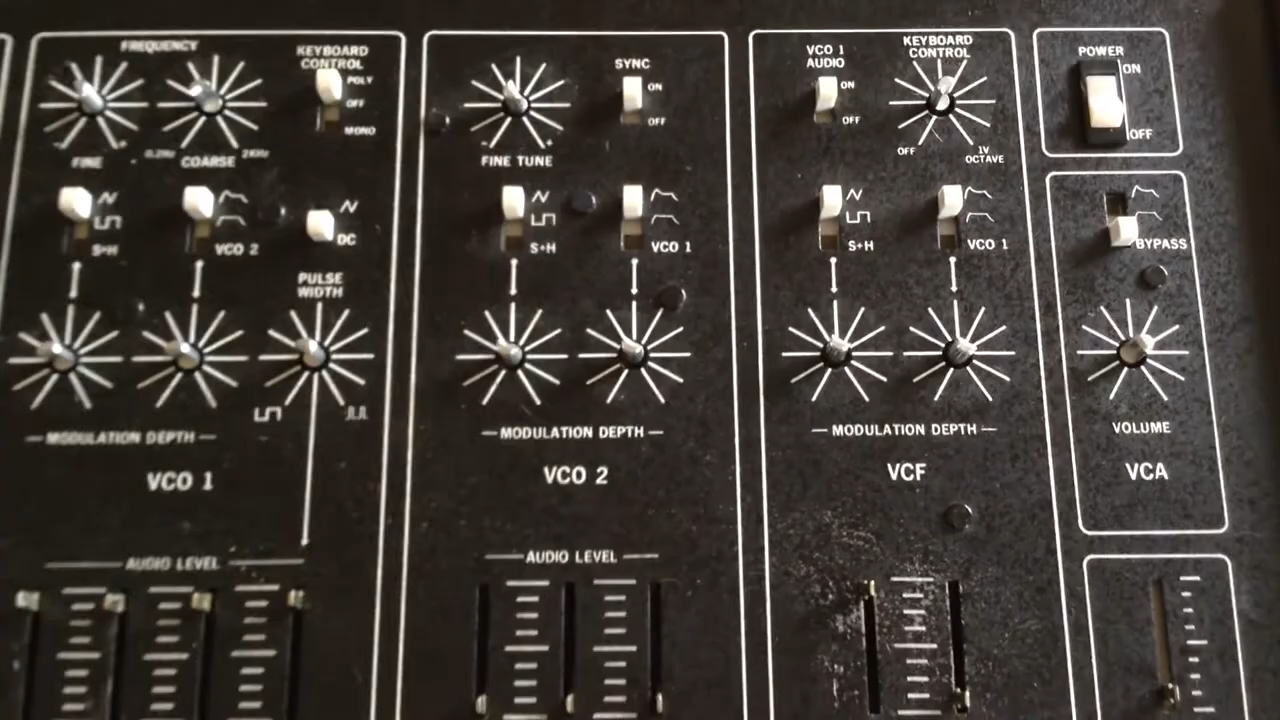 FREQUENCY
KEYBOARD
CONTROL
POLY
OFF
MONO
FINE
COARSE
2KHz
S+H
VCO 2
DC
PULSE
WIDTH
MODULATION DEPTH
VCO 1
AUDIO LEVEL
SYNC
ON
OFF
- +
FINE TUNE
S+H
VCO 1
MODULATION DEPTH
VCO 2
AUDIO LEVEL
VCO 1
AUDIO
ON
OFF
KEYBOARD
CONTROL
OFF
1V
OCTAVE
S+H
VCO 1
MODULATION DEPTH
VCF
POWER
ON
OFF
BYPASS
VOLUME
VCA